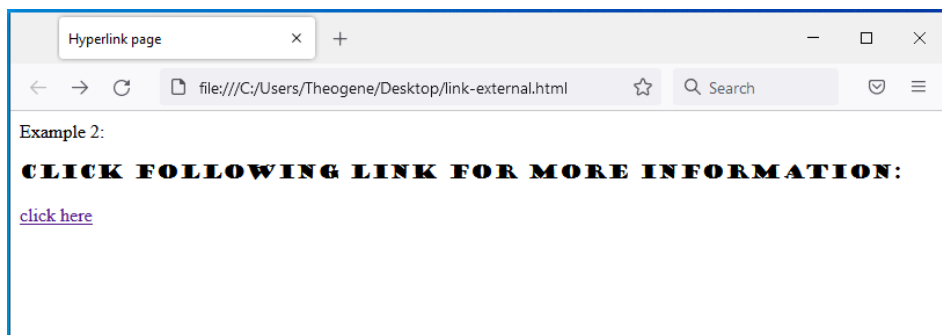 Hyperlink page
file:///C:/Users/Theogene/Desktop/link-external.html Search
Example 2:
CLICK FOLLOWING LINK FOR MORE INFORMATION:
click here